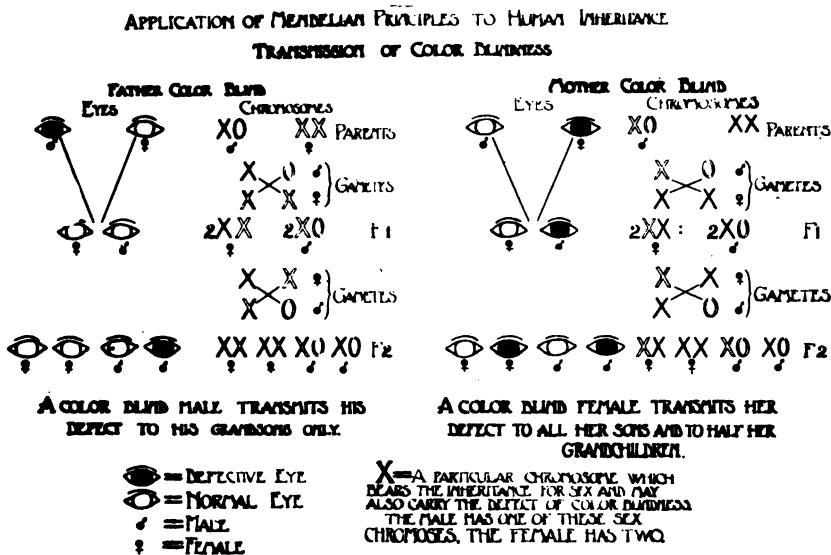 APPLICATION OF MENDELIAN PRINCIPLES TO HUMAN INHERITANCE
TRANSMISSION OF COLOR BLINDNESS
FATHER COLOR BLIND
EYES CHROMOSOMES
XO XX PARENTS
♂ ♀ ♂ ♀
X O ♂
X X ♀
GAMETES
2XX 2XO F1
♀ ♂ ♀ ♂
X X ♀
X O ♂
GAMETES
XX XX XO XO F2
♀ ♀ ♂ ♂ ♀ ♀ ♂ ♂
A COLOR BLIND MALE TRANSMITS HIS
DEFECT TO HIS GRANDSONS ONLY.
MOTHER COLOR BLIND
EYES CHROMOSOMES
XO XX PARENTS
♂ ♀ ♂
X O ♂
X X ♀
GAMETES
2XX : 2XO F1
♀ ♂ ♀ ♂
X X ♀
X O ♂
GAMETES
XX XX XO XO F2
♀ ♀ ♂ ♂ ♀ ♀ ♂ ♂
A COLOR BLIND FEMALE TRANSMITS HER
DEFECT TO ALL HER SONS AND TO HALF HER
GRANDCHILDREN.
= DEFECTIVE EYE
= NORMAL EYE
♂ = MALE
♀ = FEMALE
X = A PARTICULAR CHROMOSOME WHICH
BEARS THE INHERITANCE FOR SEX AND MAY
ALSO CARRY THE DEFECT OF COLOR BLINDNESS
THE MALE HAS ONE OF THESE SEX
CHROMOSES, THE FEMALE HAS TWO.